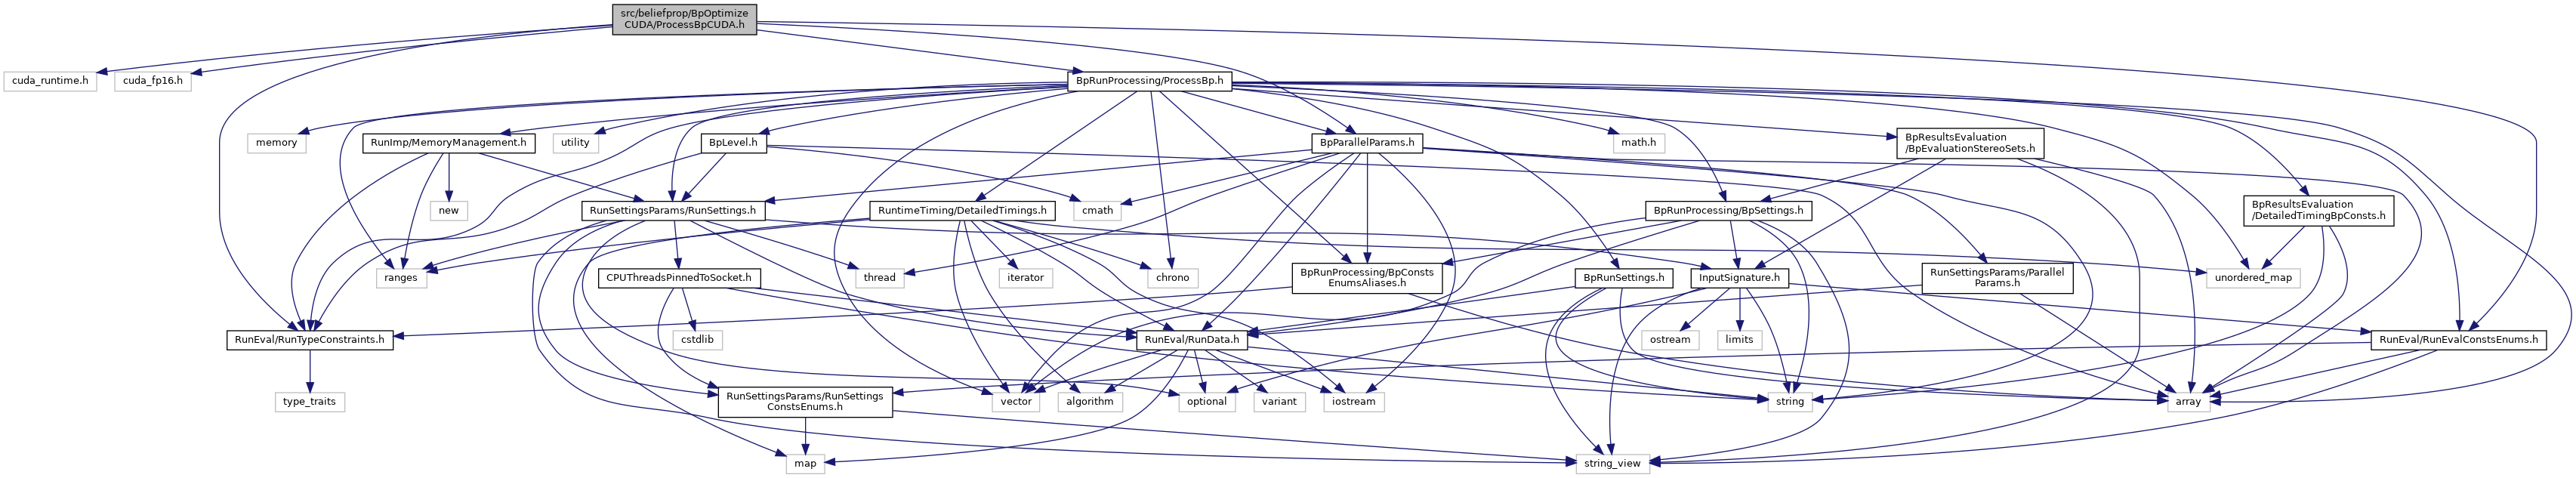 src/beliefprop/BpOptimize
CUDA/ProcessBpCUDA.h
cuda_runtime.h
cuda_fp16.h
BpRunProcessing/ProcessBp.h
memory
RunImp/MemoryManagement.h
utility
BpLevel.h
BpParallelParams.h
math.h
BpResultsEvaluation
/BpEvaluationStereoSets.h
new
RunSettingsParams/RunSettings.h
RuntimeTiming/DetailedTimings.h
cmath
BpRunProcessing/BpSettings.h
BpResultsEvaluation
/DetailedTimingBpConsts.h
ranges
CPUThreadsPinnedToSocket.h
thread
iterator
chrono
BpRunProcessing/BpConsts
EnumsAliases.h
BpRunSettings.h
InputSignature.h
RunSettingsParams/Parallel
Params.h
unordered_map
RunEval/RunTypeConstraints.h
cstdlib
RunEval/RunData.h
ostream
limits
RunEval/RunEvalConstsEnums.h
type_traits
RunSettingsParams/RunSettings
ConstsEnums.h
vector
algorithm
optional
variant
iostream
string
array
map
string_view